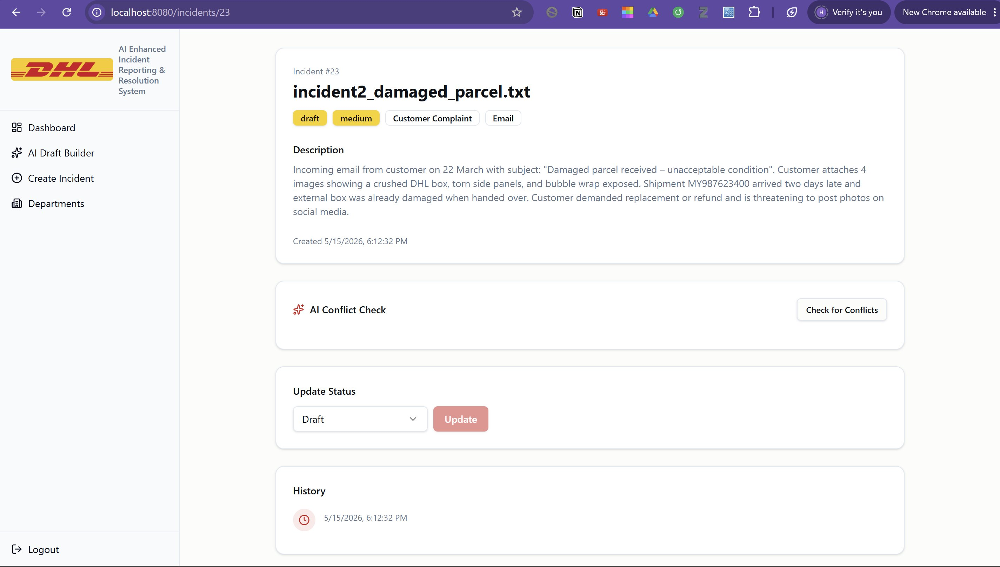 localhost:8080/incidents/23
H
Verify it's you
New Chrome available
DHL
AI Enhanced
Incident
Reporting &
Resolution
System
Dashboard
AI Draft Builder
Create Incident
Departments
Logout
Incident #23
incident2_damaged_parcel.txt
draft
medium
Customer Complaint
Email
Description
Incoming email from customer on 22 March with subject: "Damaged parcel received – unacceptable condition". Customer attaches 4
images showing a crushed DHL box, torn side panels, and bubble wrap exposed. Shipment MY987623400 arrived two days late and
external box was already damaged when handed over. Customer demanded replacement or refund and is threatening to post photos on
social media.
Created 5/15/2026, 6:12:32 PM
AI Conflict Check
Check for Conflicts
Update Status
Draft
Update
History
5/15/2026, 6:12:32 PM